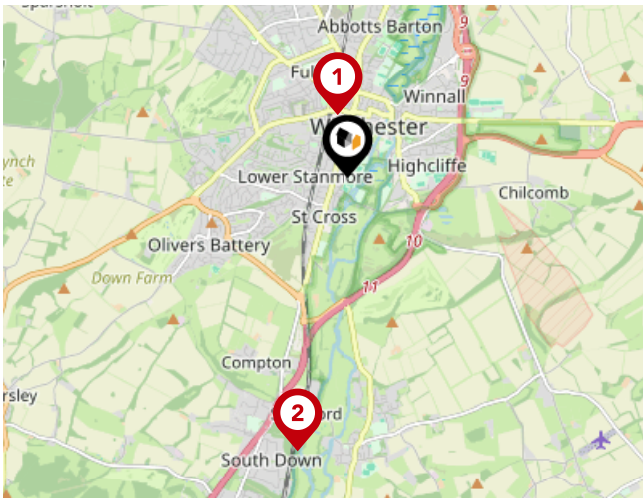 Abbotts Barton
9
1
9
Winnall
Highcliffe
Lower Stanmore
Chilcomb
St Cross
10
Olivers Battery
Down Farm
11
Compton
2
South Down